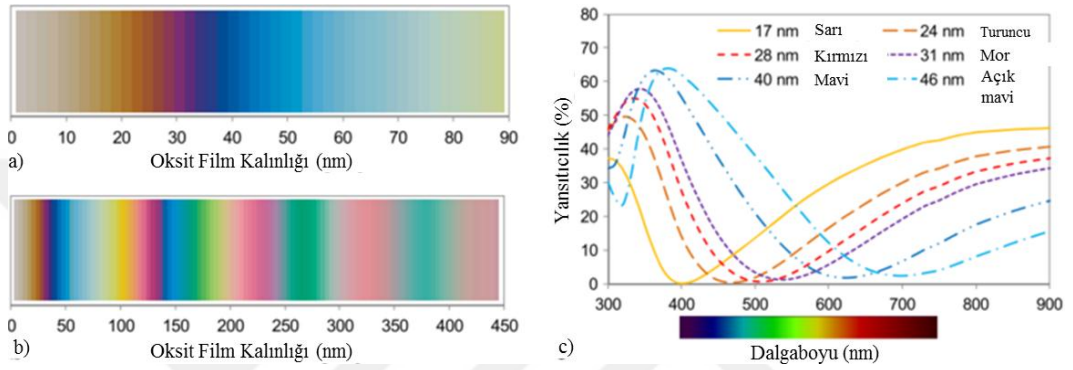 0 10 20 30 40 50 60 70 80 90
a)
Oksit Film Kalınlığı (nm)
0 50 100 150 200 250 300 350 400 450
b)
Oksit Film Kalınlığı (nm)
80
70
60
50
40
30
20
10
0
Yansıtıcılık (%)
17 nm Sarı
24 nm Turuncu
28 nm Kırmızı
31 nm Mor
40 nm Mavi
46 nm Açık
mavi
300 400 500 600 700 800 900
c)
Dalgaboyu (nm)